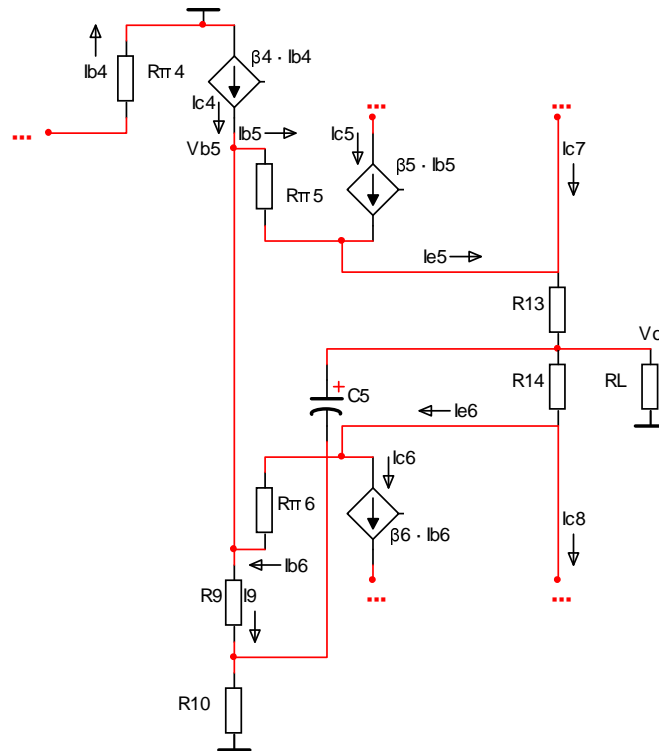 β4 · Ib4
Ib4
Rπ4
Ic4
...
...
...
Ib5
Ic5
Ic7
Vb5
β5 · Ib5
Rπ5
Ie5
R13
Vo
C5
R14
RL
Ie6
Ic6
Rπ6
β6 · Ib6
Ic8
Ib6
...
...
R9
I9
R10